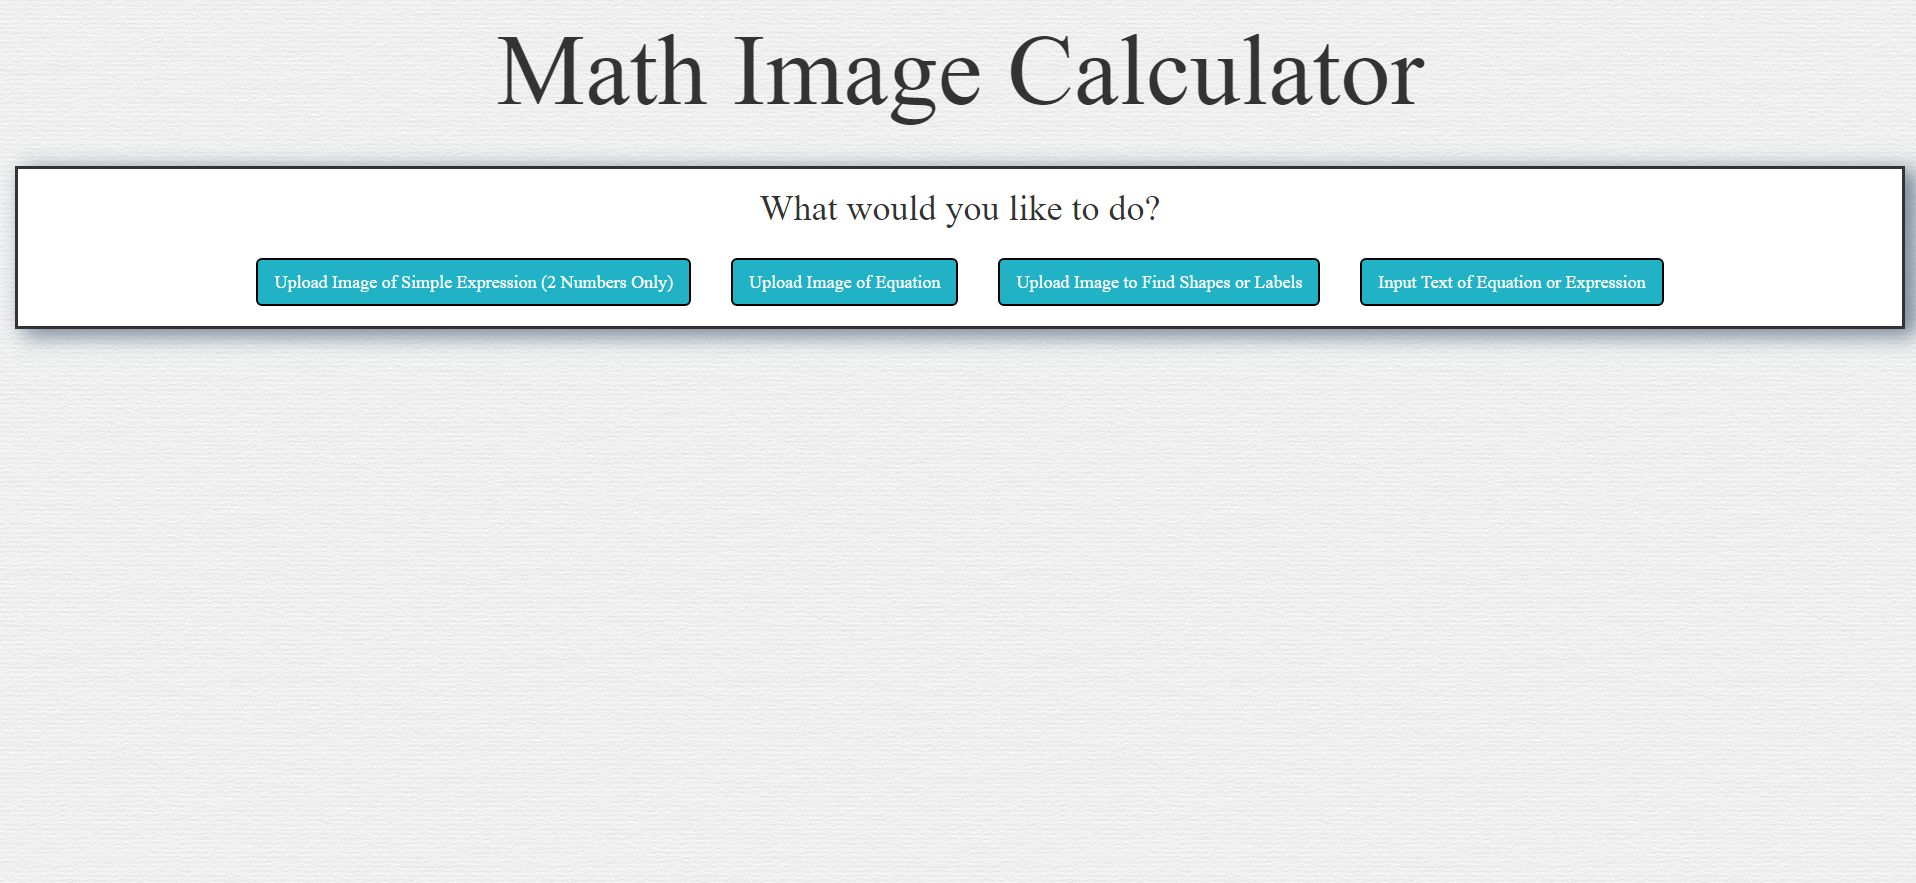 Math Image Calculator
What would you like to do?
Upload Image of Simple Expression (2 Numbers Only)
Upload Image of Equation
Upload Image to Find Shapes or Labels
Input Text of Equation or Expression